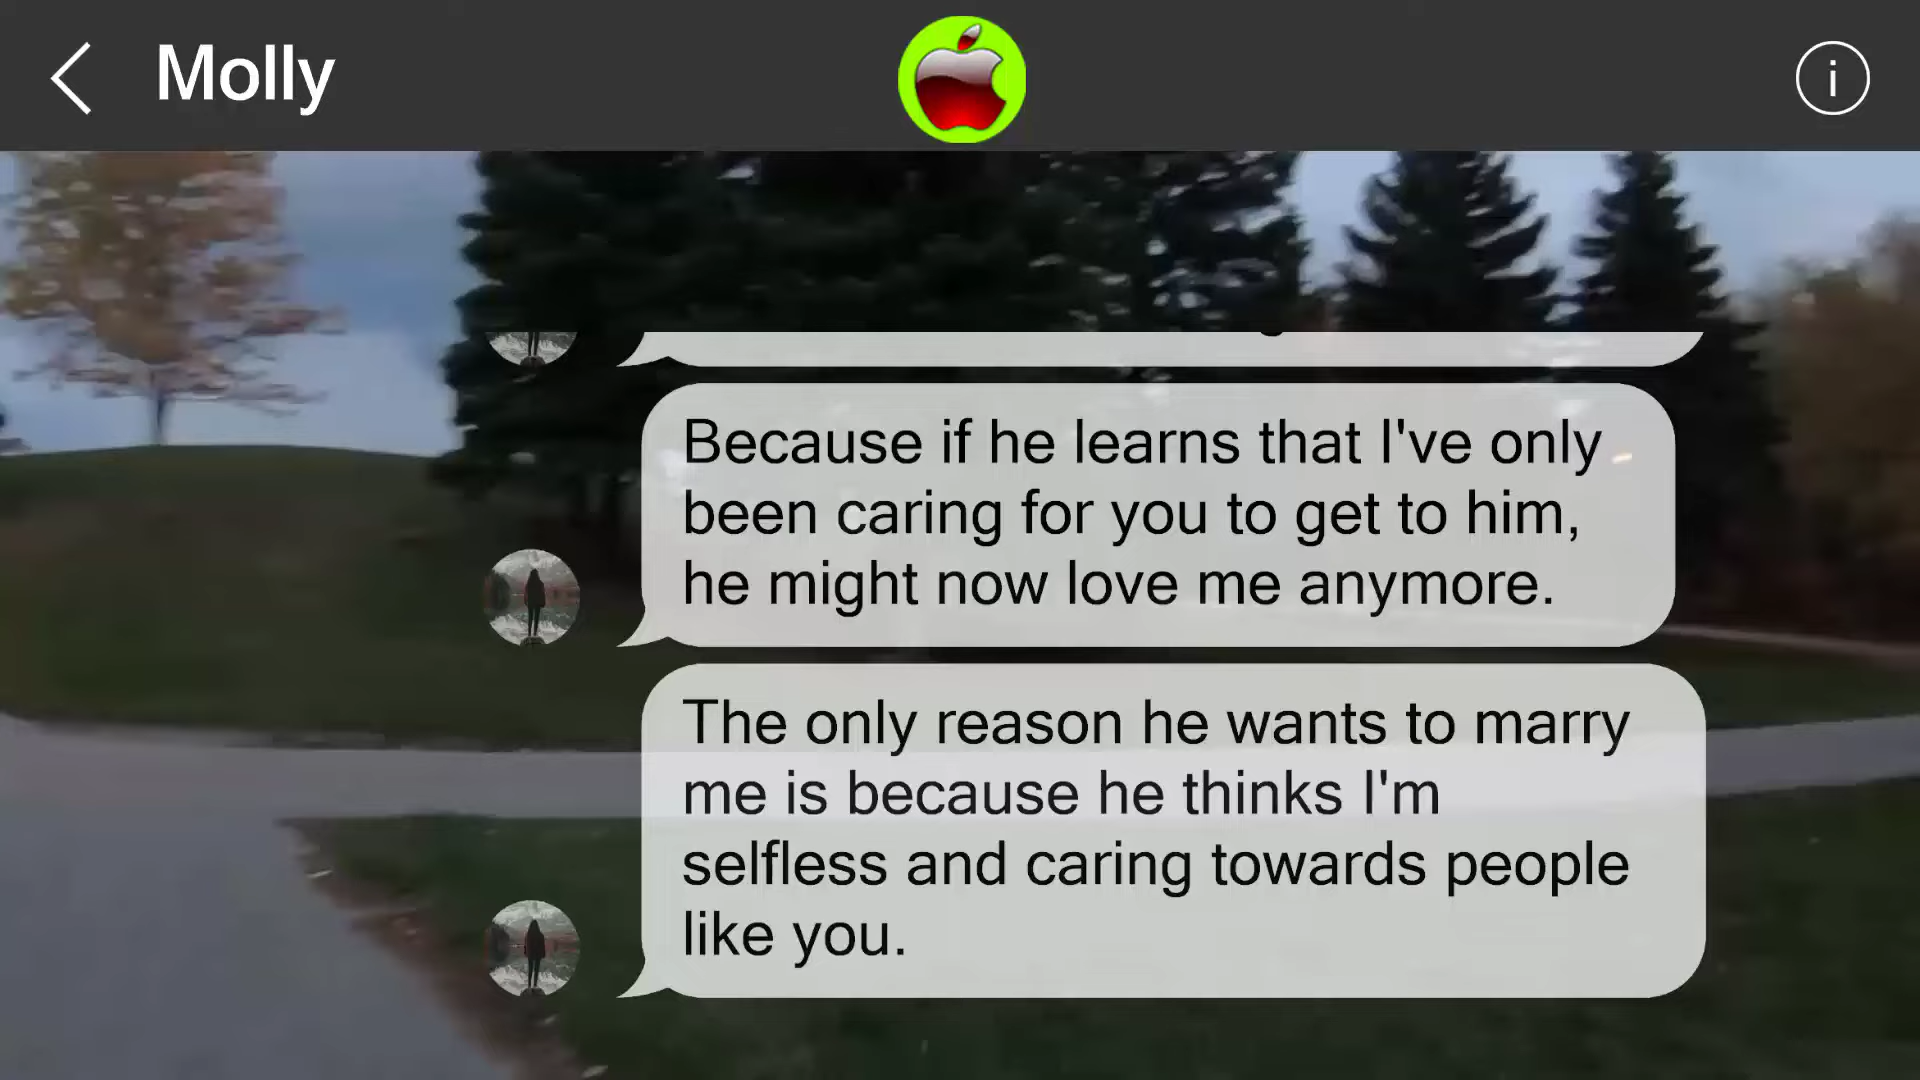 Molly
Because if he learns that I've only
been caring for you to get to him,
he might now love me anymore.
The only reason he wants to marry
me is because he thinks I'm
selfless and caring towards people
like you.